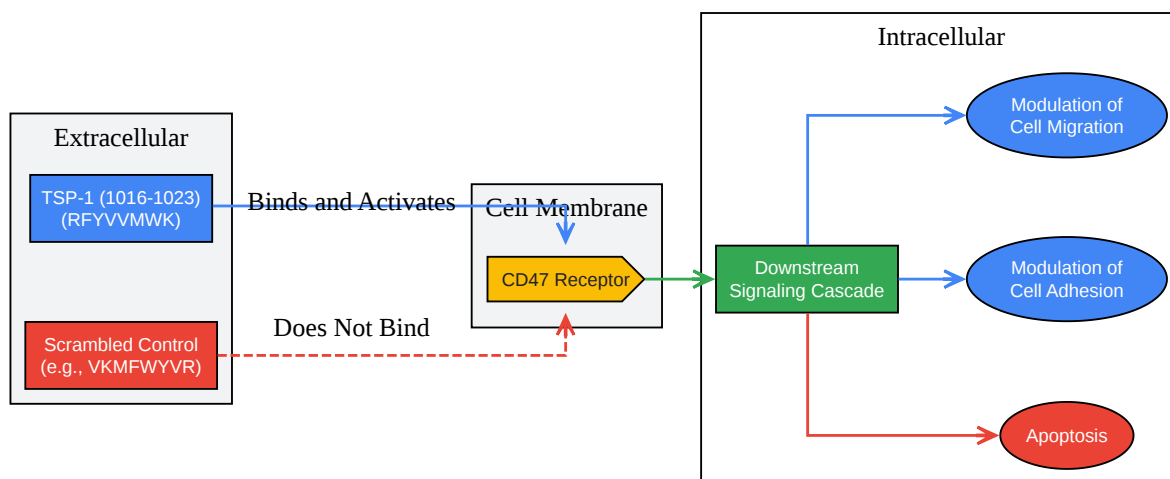 Extracellular
TSP-1 (1016-1023)
(RFYVVMWK)
Scrambled Control
(e.g., VKMFWYVR)
Binds and Activates
Does Not Bind
Cell Membrane
CD47 Receptor
Intracellular
Downstream
Signaling Cascade
Modulation of
Cell Migration
Modulation of
Cell Adhesion
Apoptosis